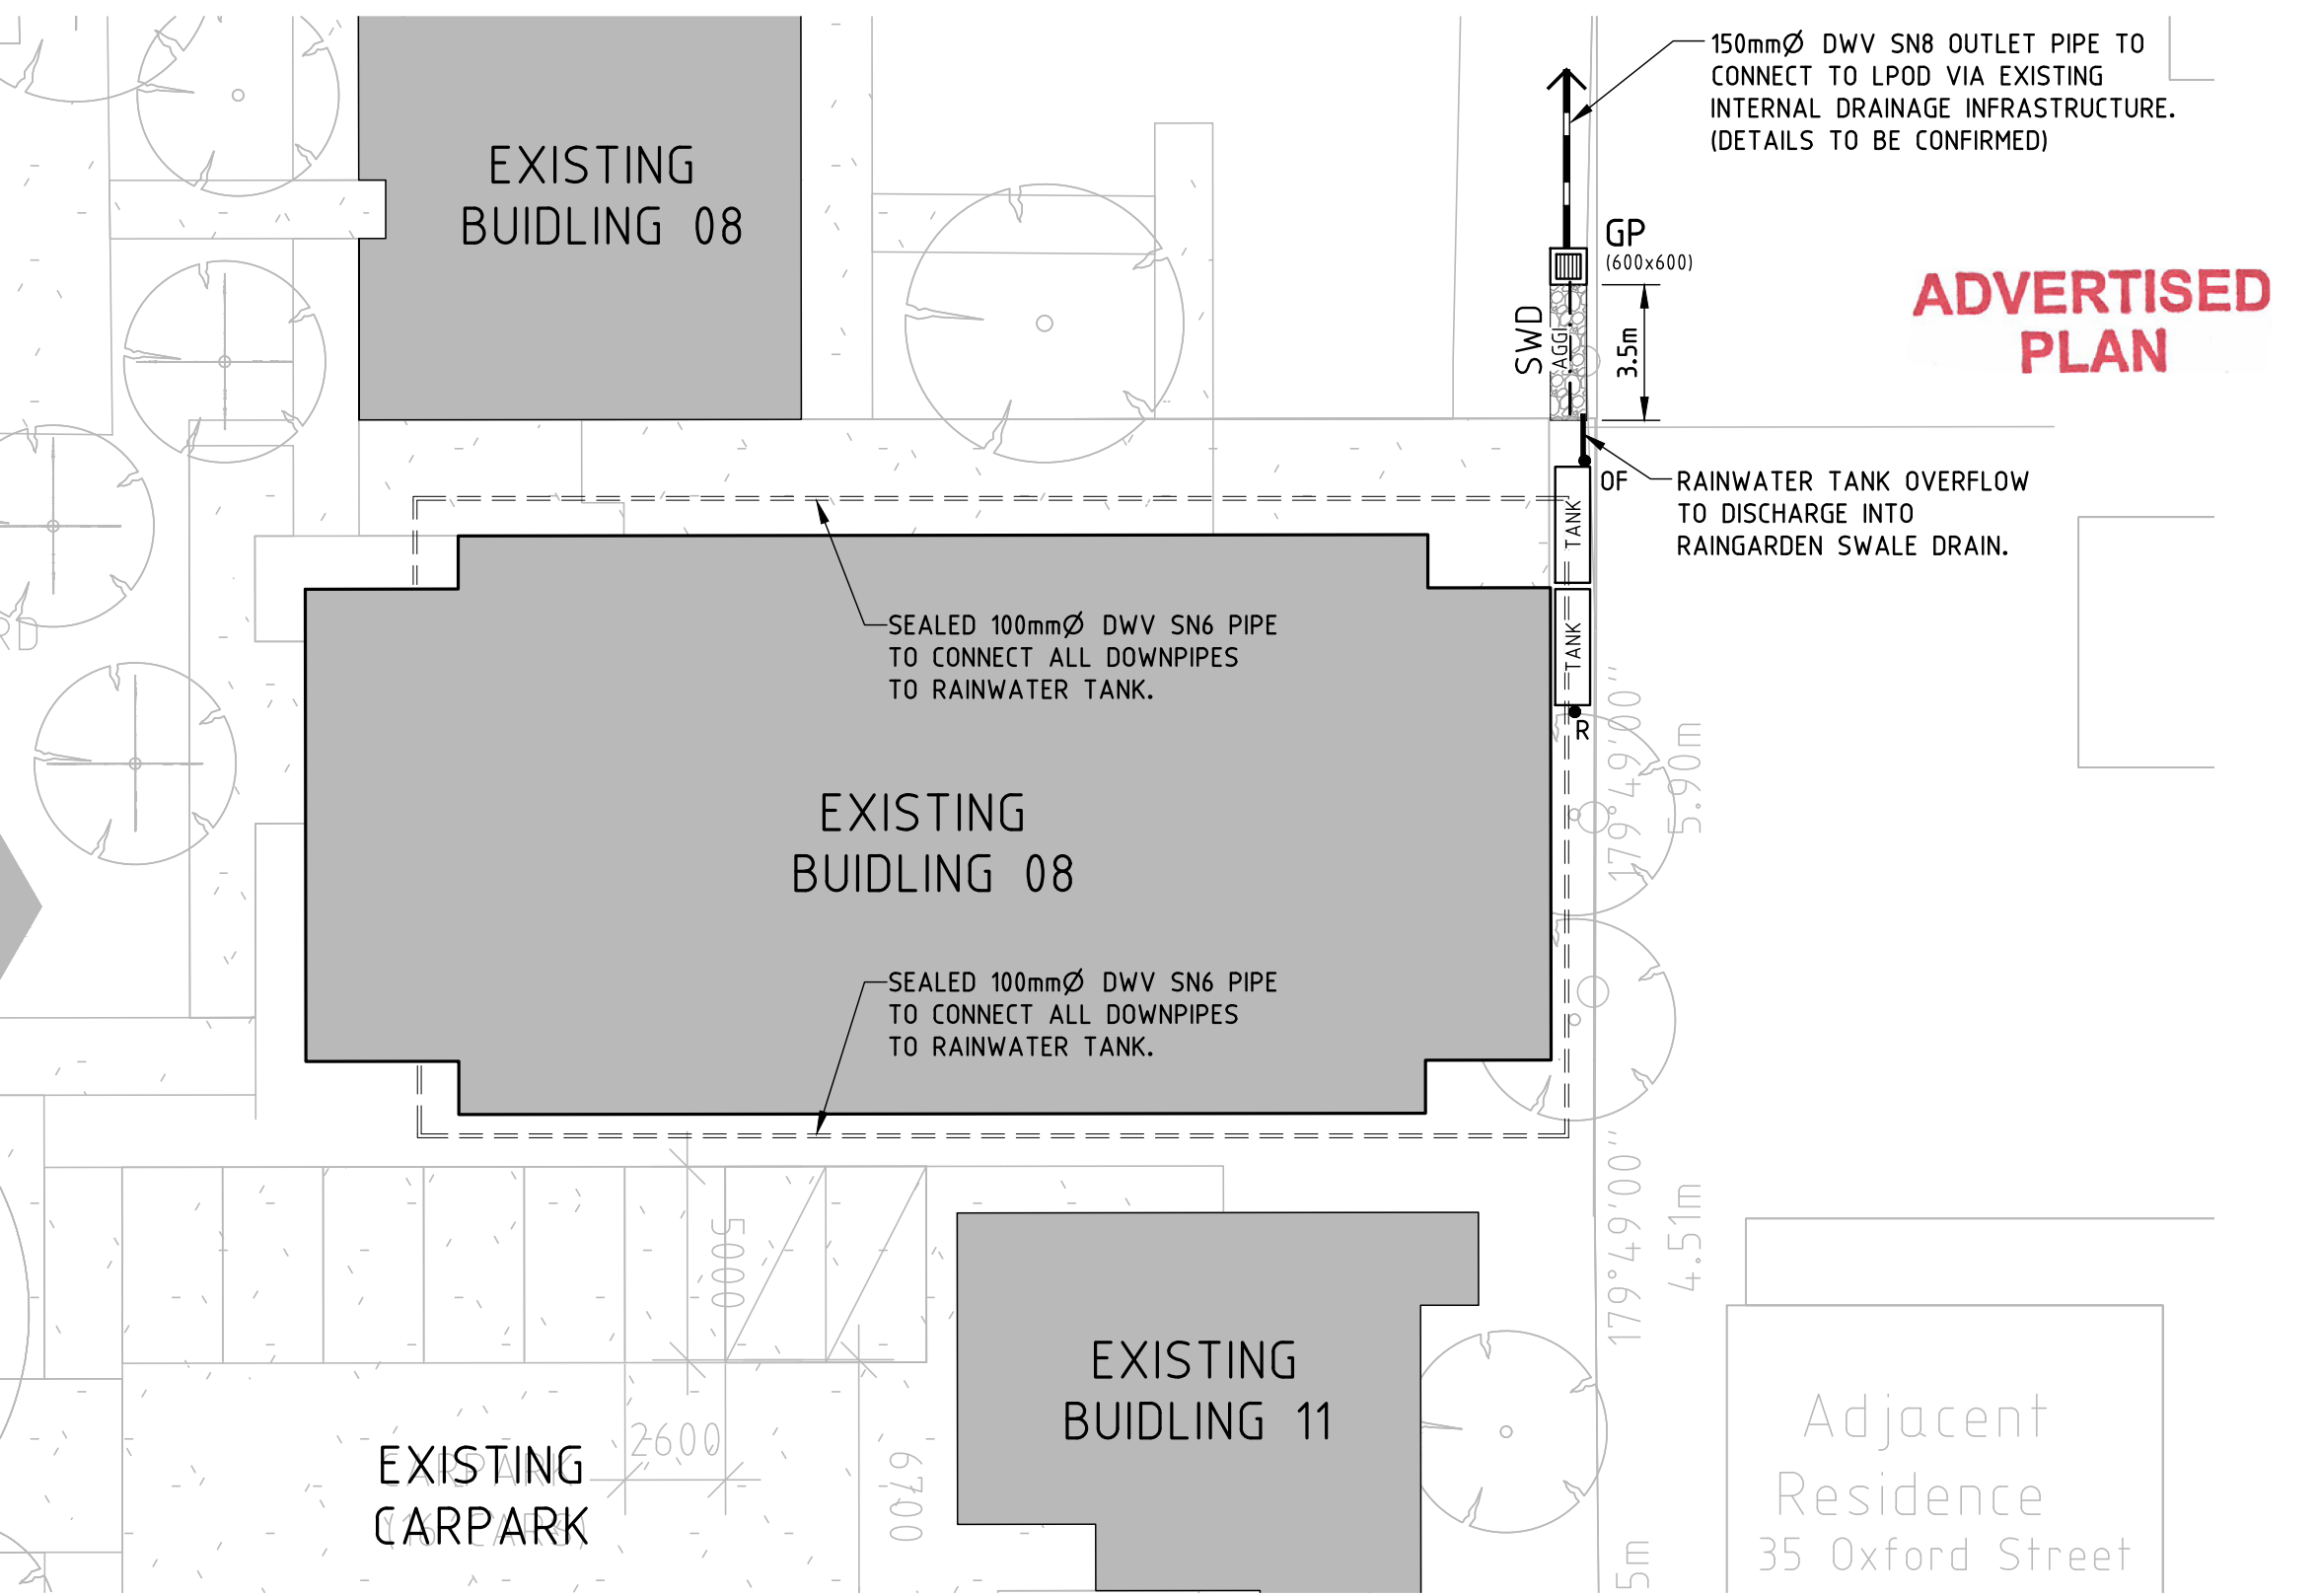 150mmØ DWV SN8 OUTLET PIPE TO
CONNECT TO LPOD VIA EXISTING
INTERNAL DRAINAGE INFRASTRUCTURE.
(DETAILS TO BE CONFIRMED)
EXISTING
BUIDLING 08
GP
(600x600)
ADVERTISED
PLAN
SWD
AGGI
3.5m
OF
RAINWATER TANK OVERFLOW
TO DISCHARGE INTO
RAINGARDEN SWALE DRAIN.
TANK
TANK
R
SEALED 100mmØ DWV SN6 PIPE
TO CONNECT ALL DOWNPIPES
TO RAINWATER TANK.
179°49'00"
5.90m
EXISTING
BUIDLING 08
SEALED 100mmØ DWV SN6 PIPE
TO CONNECT ALL DOWNPIPES
TO RAINWATER TANK.
179°49'00"
4.51m
5000
EXISTING
BUIDLING 11
2600
6700
EXISTING
CARPARK
CARPARK
(16 CARS)
Adjacent
Residence
35 Oxford Street